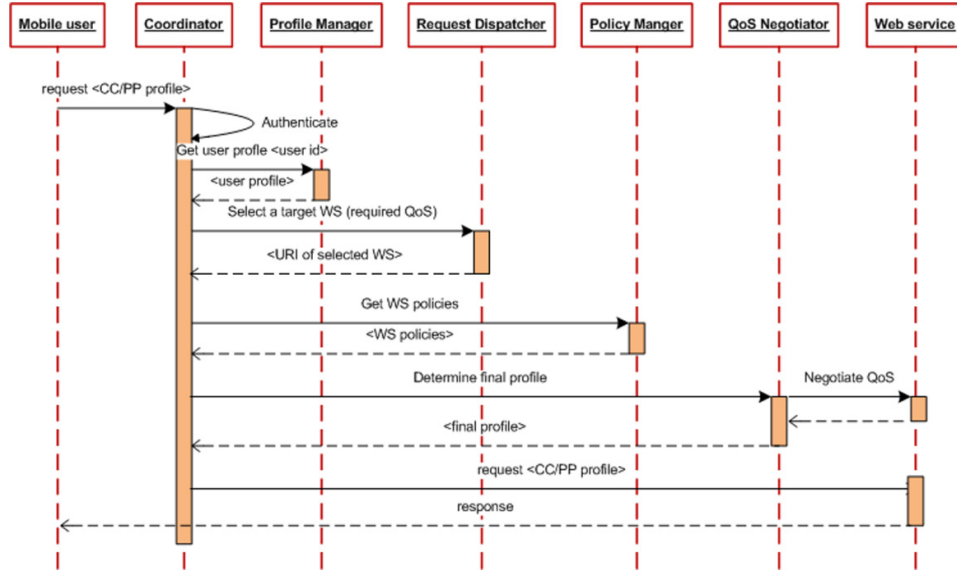 Mobile user
Coordinator
Profile Manager
Request Dispatcher
Policy Manger
QoS Negotiator
Web service
request <CC/PP profile>
Authenticate
Get user profle <user id>
<user profile>
Select a target WS (required QoS)
<URI of selected WS>
Get WS policies
<WS policies>
Determine final profile
Negotiate QoS
<final profile>
request <CC/PP profile>
response